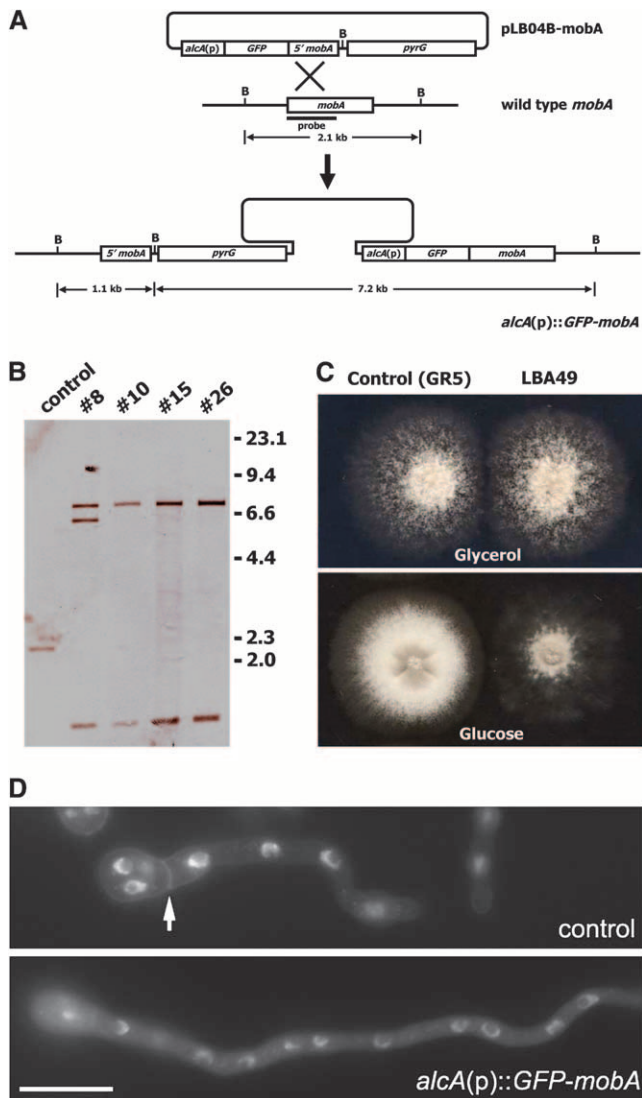 A
B
pLB04B-mobA
alcA(p) GFP 5' mobA pyrG
B B
wild type mobA
mobA
probe
2.1 kb
B B B
5' mobA pyrG alcA(p) GFP mobA
1.1 kb 7.2 kb
alcA(p)::GFP-mobA
B
control #8 #10 #15 #26
- 23.1
- 9.4
- 6.6
- 4.4
- 2.3
- 2.0
C
Control (GR5) LBA49
Glycerol
Glucose
D
control
alcA(p)::GFP-mobA